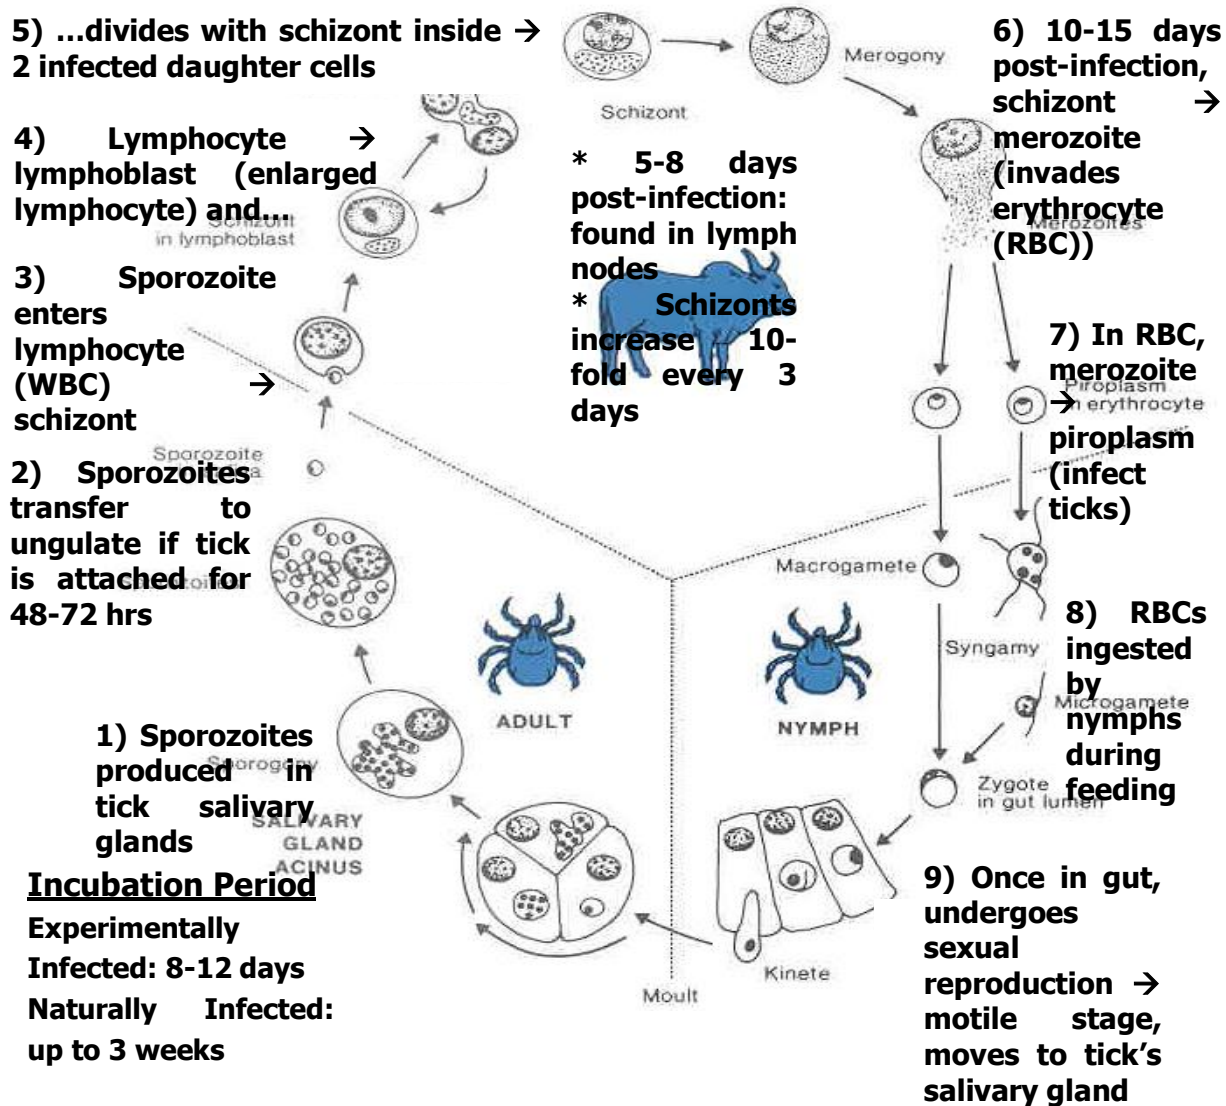 5) …divides with schizont inside →
2 infected daughter cells
4) Lymphocyte →
lymphoblast (enlarged
lymphocyte) and…
Schizont
in lymphoblast
3) Sporozoite
enters
lymphocyte
(WBC) →
schizont
Sporozoite
2) Sporozoites
transfer to
ungulate if tick
is attached for
48-72 hrs
1) Sporozoites
produced in
tick salivary
glands
Sporogony
SALIVARY
GLAND
ACINUS
Incubation Period
Experimentally
Infected: 8-12 days
Naturally Infected:
up to 3 weeks
Schizont
Merogony
* 5-8 days
post-infection:
found in lymph
nodes
* Schizonts
increase 10-
fold every 3
days
6) 10-15 days
post-infection,
schizont →
merozoite
(invades
erythrocyte
(RBC))
Merozoites
7) In RBC,
merozoite
→
piroplasm
(infect
ticks)
Piroplasm
in erythrocyte
Macrogamete
Syngamy
Microgamete
8) RBCs
ingested
by
nymphs
during
feeding
Zygote
in gut lumen
ADULT
NYMPH
Kinete
Moult
9) Once in gut,
undergoes
sexual
reproduction →
motile stage,
moves to tick's
salivary gland